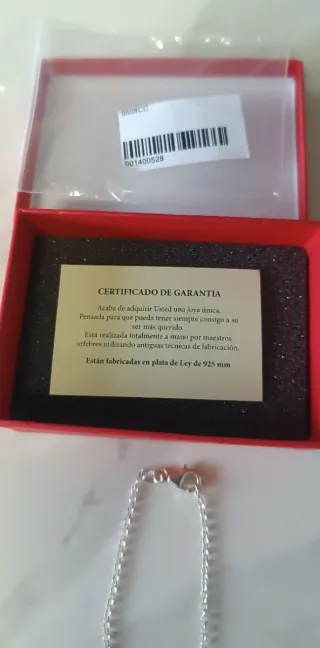 9508CC
001400528
CERTIFICADO DE GARANTIA
Acaba de adquirir Usted una joya única.
Pensada para que pueda tener siempre consigo a su
ser más querido.
Está realizada totalmente a mano por maestros
orfebres utilizando antiguas técnicas de fabricación.
Están fabricadas en plata de Ley de 925 mm